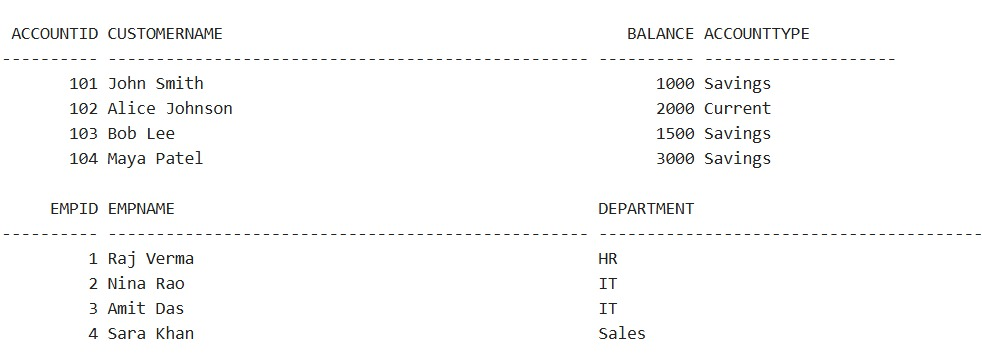 ACCOUNTID CUSTOMERNAME BALANCE ACCOUNTTYPE
---------- -------------------------------------------------- ---------- --------------------
101 John Smith 1000 Savings
102 Alice Johnson 2000 Current
103 Bob Lee 1500 Savings
104 Maya Patel 3000 Savings
EMPID EMPNAME DEPARTMENT
---------- -------------------------------------------------- ----------------------------------------
1 Raj Verma HR
2 Nina Rao IT
3 Amit Das IT
4 Sara Khan Sales